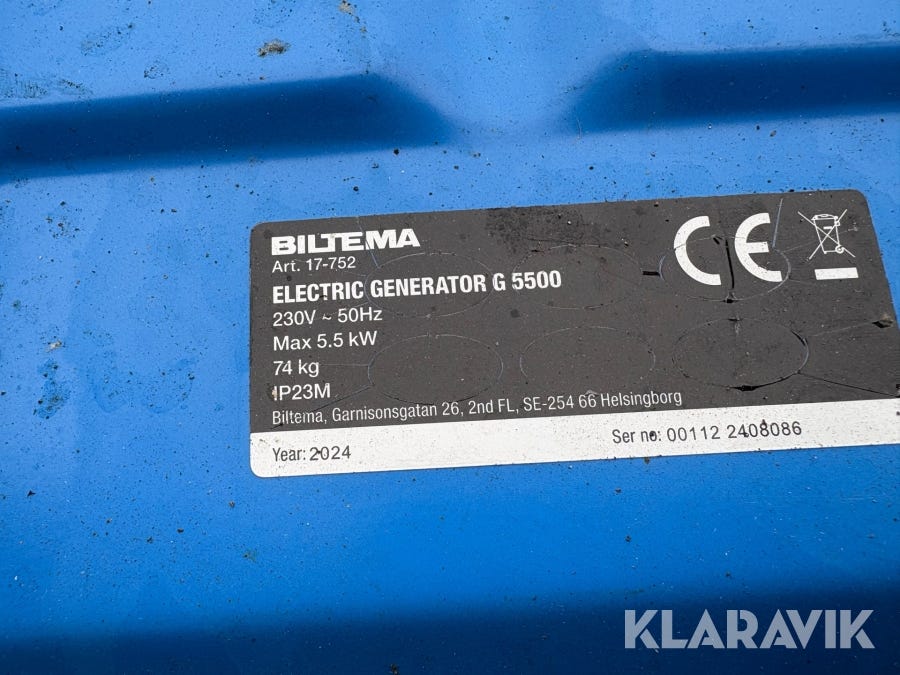 BILTEMA
Art. 17-752
ELECTRIC GENERATOR G 5500
230V ~ 50Hz
Max 5.5 kW
74 kg
IP23M
Biltema, Garnisonsgatan 26, 2nd FL, SE-254 66 Helsingborg
Year: 2024
Ser no: 00112 2408086
CE
KLARAVIK